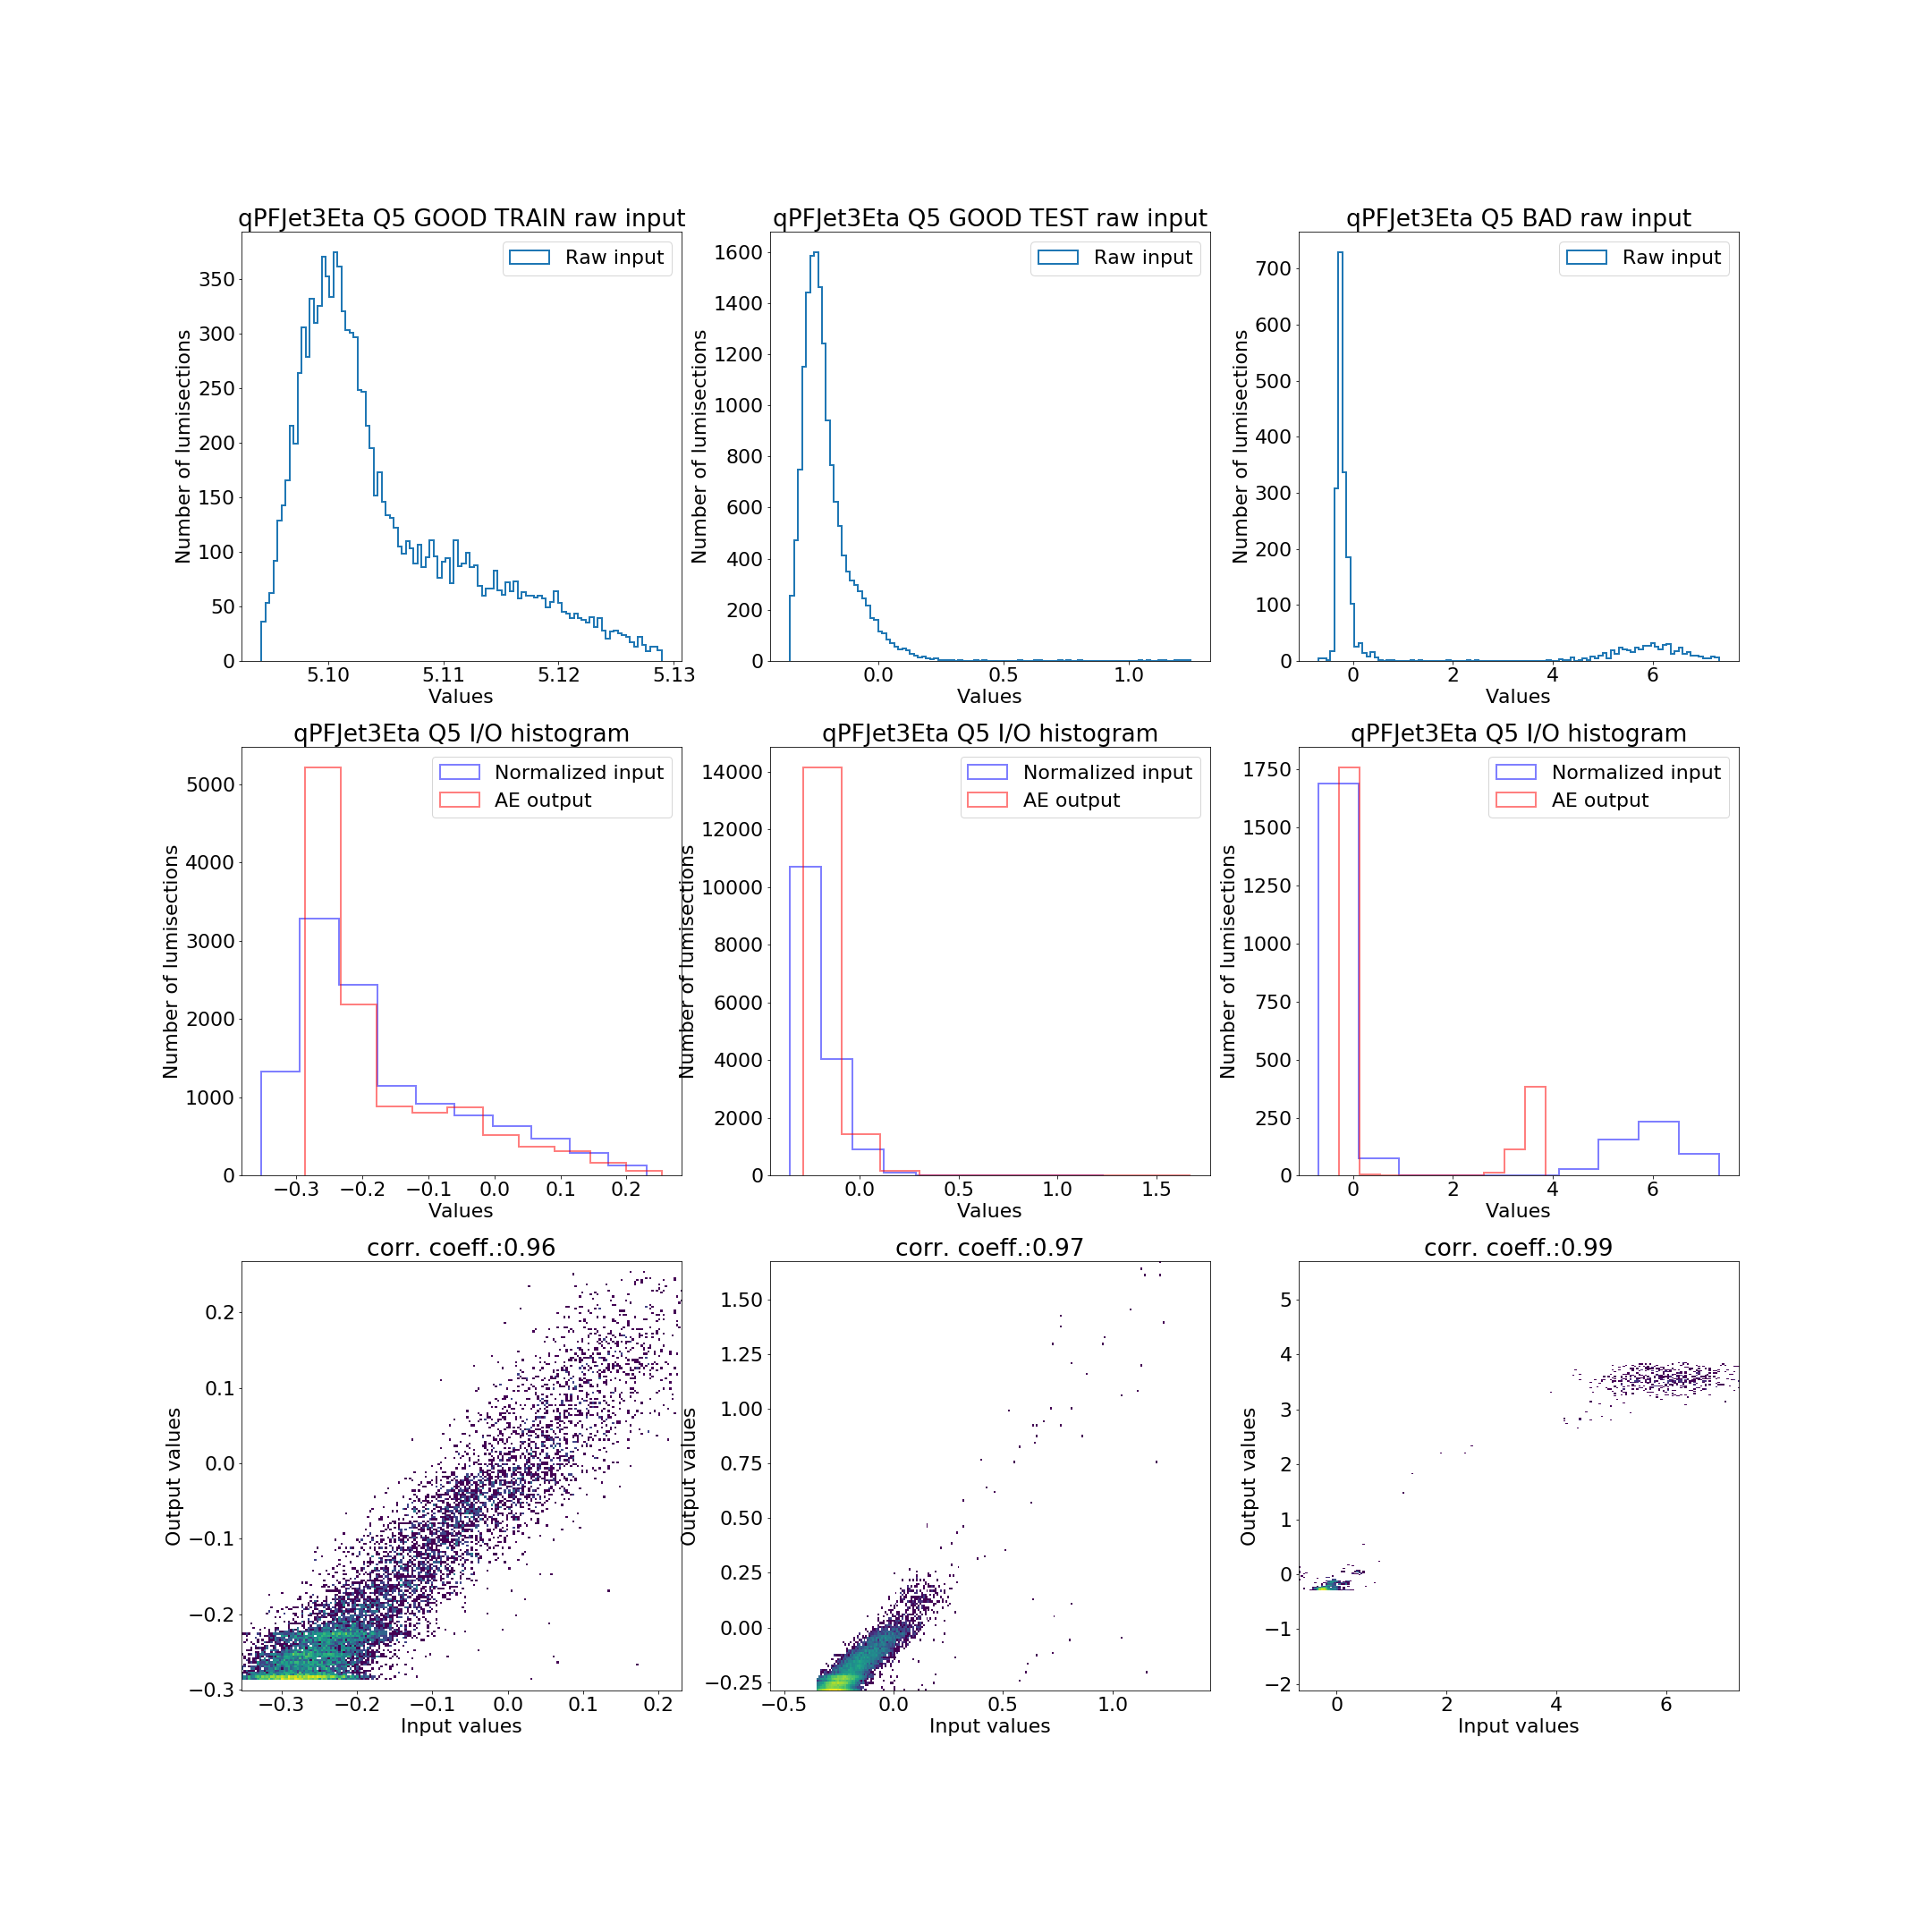 qPFJet3Eta Q5 GOOD TRAIN raw input
Raw input
Number of lumisections
350
300
250
200
150
100
50
0
5.10 5.11 5.12 5.13
Values
qPFJet3Eta Q5 GOOD TEST raw input
Raw input
Number of lumisections
1600
1400
1200
1000
800
600
400
200
0
0.0 0.5 1.0
Values
qPFJet3Eta Q5 BAD raw input
Raw input
Number of lumisections
700
600
500
400
300
200
100
0
0 2 4 6
Values
qPFJet3Eta Q5 I/O histogram
Normalized input
AE output
Number of lumisections
5000
4000
3000
2000
1000
0
−0.3 −0.2 −0.1 0.0 0.1 0.2
Values
qPFJet3Eta Q5 I/O histogram
Normalized input
AE output
Number of lumisections
14000
12000
10000
8000
6000
4000
2000
0
0.0 0.5 1.0 1.5
Values
qPFJet3Eta Q5 I/O histogram
Normalized input
AE output
Number of lumisections
1750
1500
1250
1000
750
500
250
0
0 2 4 6
Values
corr. coeff.:0.96
Output values
0.2
0.1
0.0
−0.1
−0.2
−0.3
−0.3 −0.2 −0.1 0.0 0.1 0.2
Input values
corr. coeff.:0.97
Output values
1.50
1.25
1.00
0.75
0.50
0.25
0.00
−0.25
−0.5 0.0 0.5 1.0
Input values
corr. coeff.:0.99
Output values
5
4
3
2
1
0
−1
−2
0 2 4 6
Input values